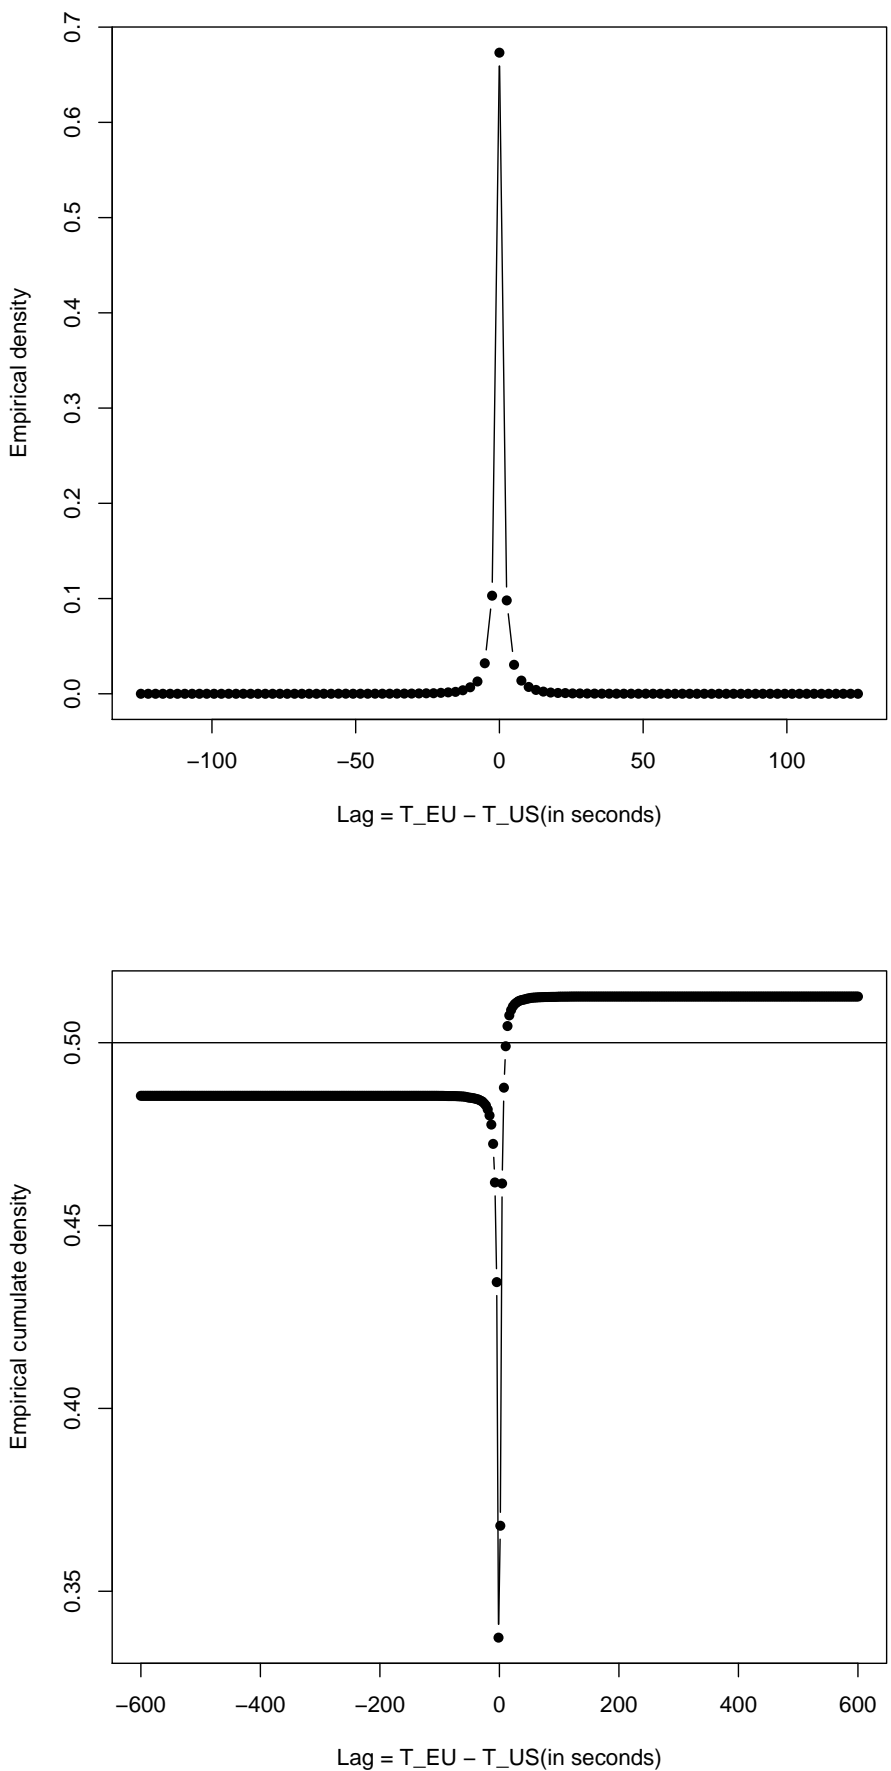 0.7
0.6
0.5
0.4
0.3
0.2
0.1
0.0
Empirical density
−100 −50 0 50 100
Lag = T_EU − T_US(in seconds)
0.50
0.45
0.40
0.35
Empirical cumulate density
−600 −400 −200 0 200 400 600
Lag = T_EU − T_US(in seconds)